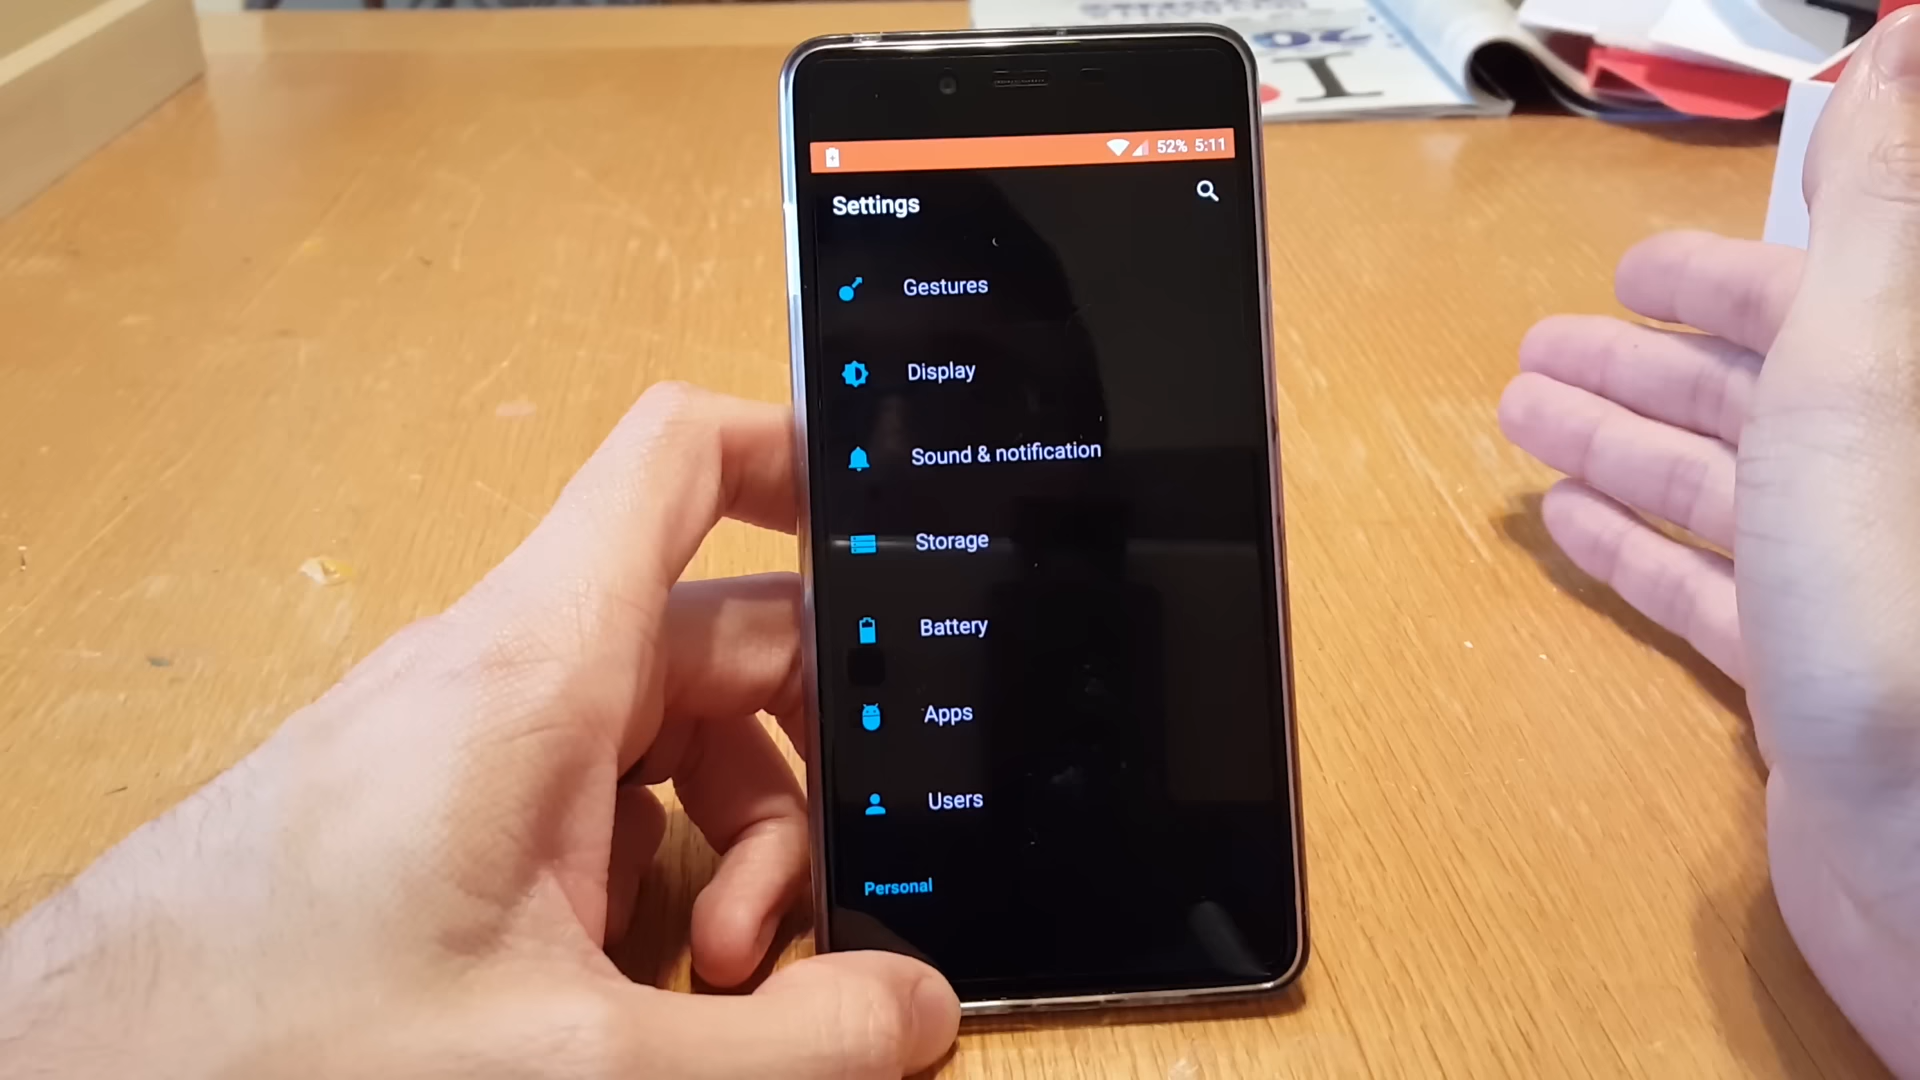 52% 5:11
Settings
Gestures
Display
Sound & notification
Storage
Battery
Apps
Users
Personal